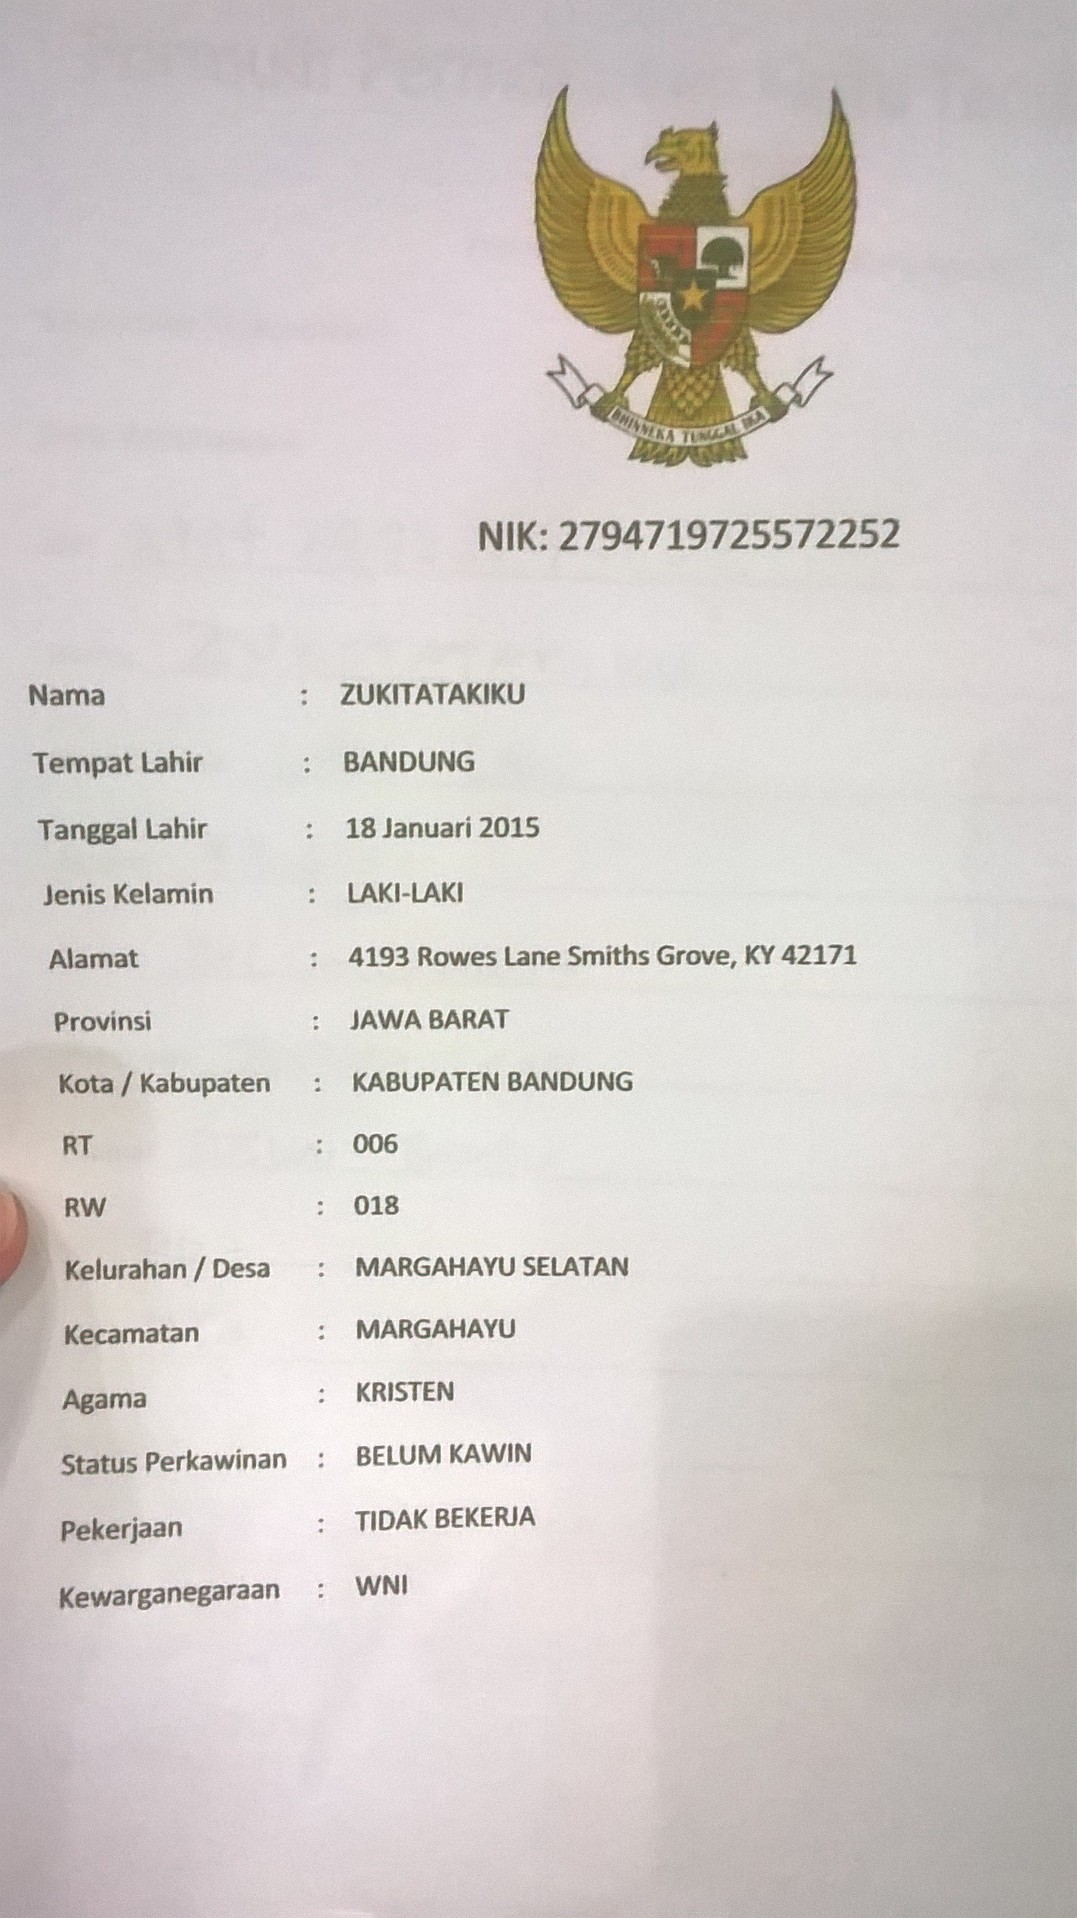 BHINNEKA TUNGGAL IKA
NIK: 2794719725572252
Nama : ZUKITATAKIKU
Tempat Lahir : BANDUNG
Tanggal Lahir : 18 Januari 2015
Jenis Kelamin : LAKI-LAKI
Alamat : 4193 Rowes Lane Smiths Grove, KY 42171
Provinsi : JAWA BARAT
Kota / Kabupaten : KABUPATEN BANDUNG
RT : 006
RW : 018
Kelurahan / Desa : MARGAHAYU SELATAN
Kecamatan : MARGAHAYU
Agama : KRISTEN
Status Perkawinan : BELUM KAWIN
Pekerjaan : TIDAK BEKERJA
Kewarganegaraan : WNI